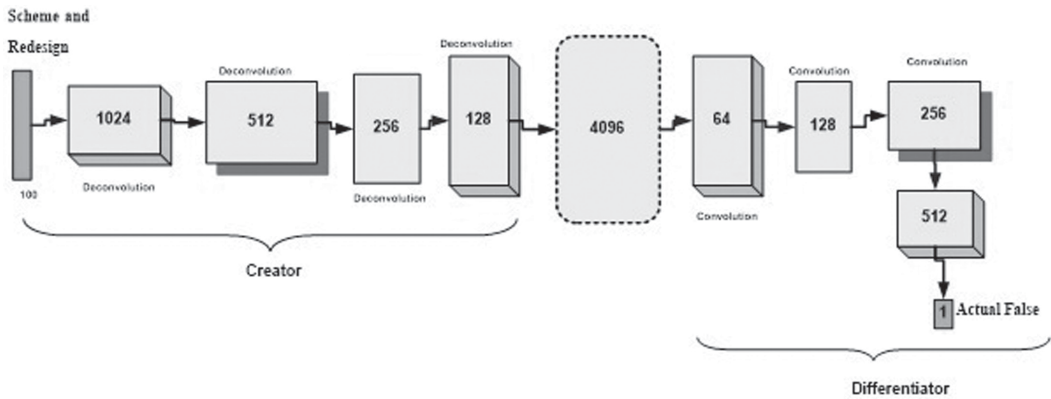 Scheme and
Redesign
100
1024
Deconvolution
Deconvolution
512
256
Deconvolution
Deconvolution
128
Creator
4096
64
Convolution
Convolution
128
Convolution
256
512
1
Actual False
Differentiator